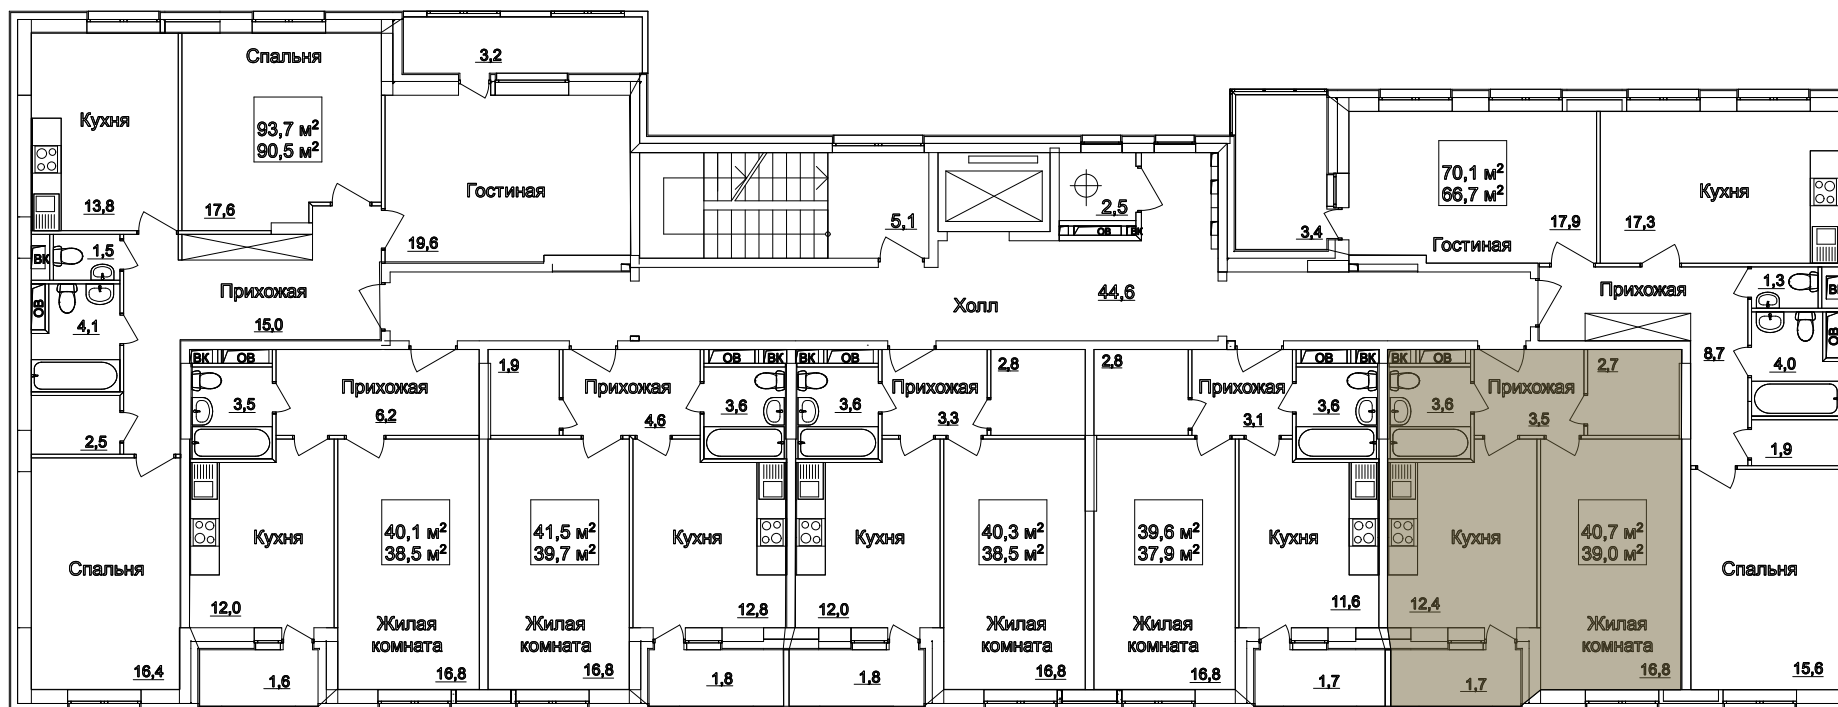 3,2
Спальня
Кухня
93,7 м²
90,5 м²
13,8
17,6
Гостиная
19,6
5,1
2,5
ОВ
ВК
3,4
70,1 м²
66,7 м²
Гостиная
17,9
Кухня
17,3
ВК
1,5
ОВ
4,1
Прихожая
15,0
Холл
44,6
Прихожая
1,3
ВК
ОВ
4,0
8,7
1,9
2,5
ВК
ОВ
3,5
Прихожая
6,2
1,9
Прихожая
4,6
ОВ
ВК
3,6
ВК
ОВ
3,6
Прихожая
3,3
2,8
2,8
Прихожая
3,1
ОВ
ВК
3,6
ВК
ОВ
3,6
Прихожая
3,5
2,7
Спальня
16,4
Кухня
12,0
1,6
40,1 м²
38,5 м²
Жилая
комната
16,8
41,5 м²
39,7 м²
Жилая
комната
16,8
Кухня
12,8
1,8
Кухня
12,0
1,8
40,3 м²
38,5 м²
Жилая
комната
16,8
39,6 м²
37,9 м²
Жилая
комната
16,8
Кухня
11,6
1,7
Кухня
12,4
1,7
40,7 м²
39,0 м²
Жилая
комната
16,8
Спальня
15,6